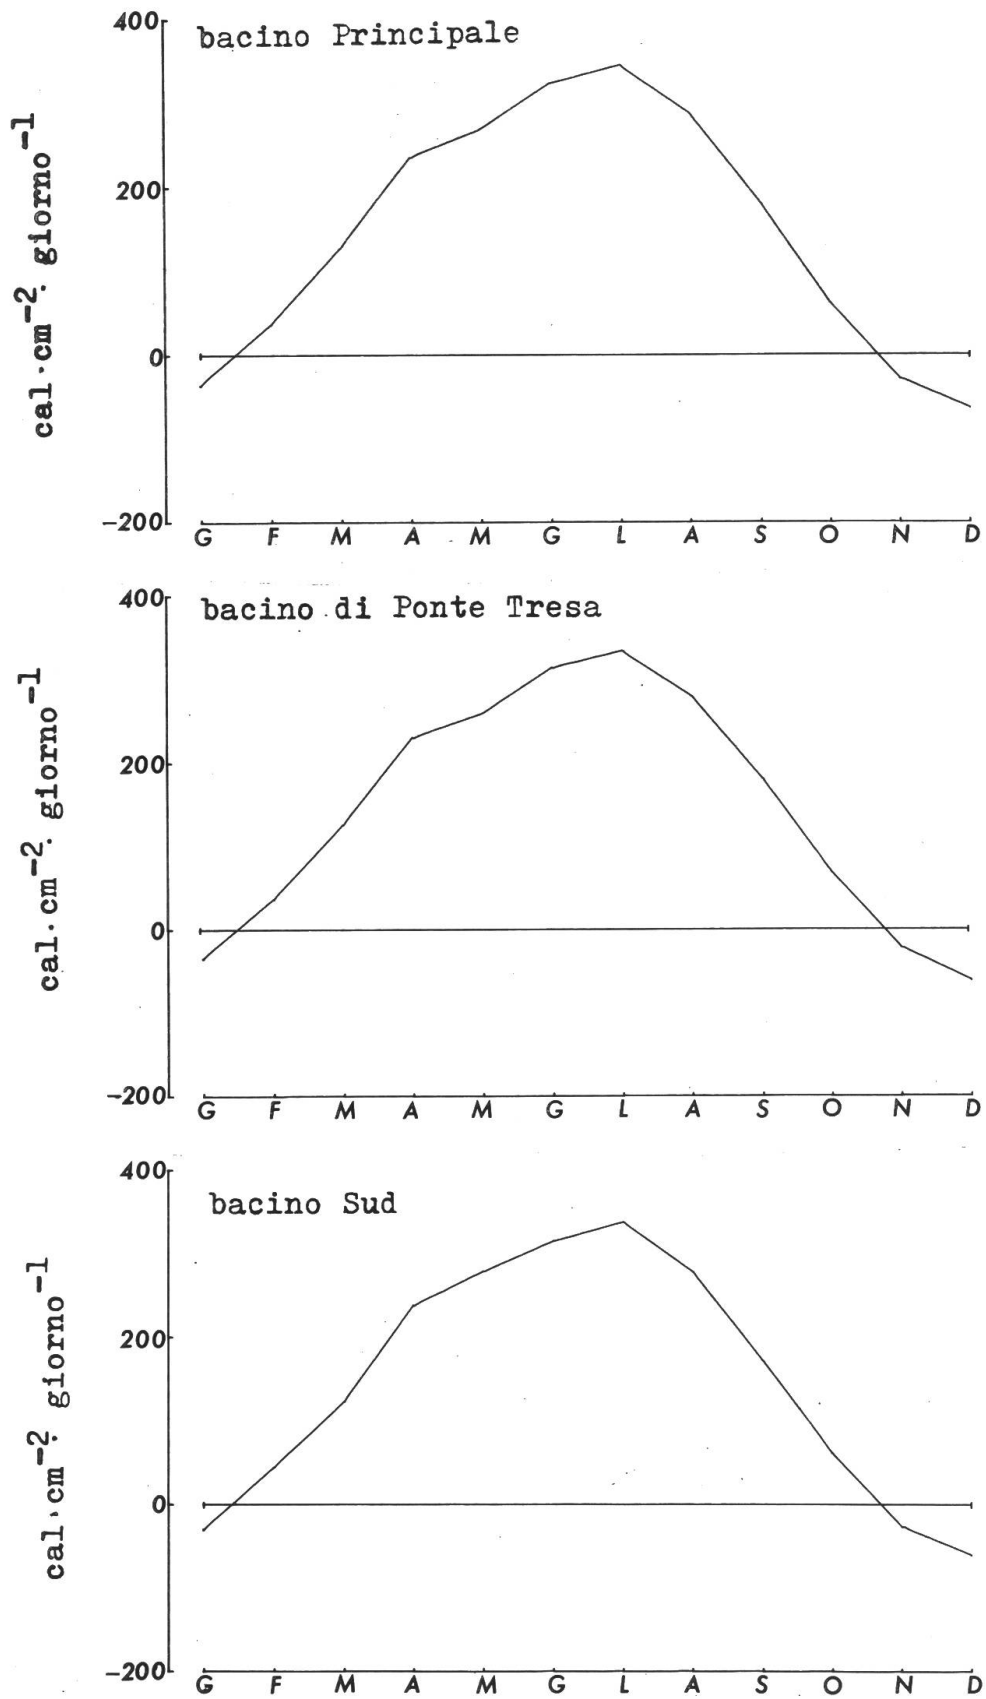 400
bacino Principale
cal·cm⁻²· giorno⁻¹
200
0
-200
G F M A M G L A S O N D
400
bacino di Ponte Tresa
cal·cm⁻²· giorno⁻¹
200
0
-200
G F M A M G L A S O N D
400
bacino Sud
cal·cm⁻²· giorno⁻¹
200
0
-200
G F M A M G L A S O N D